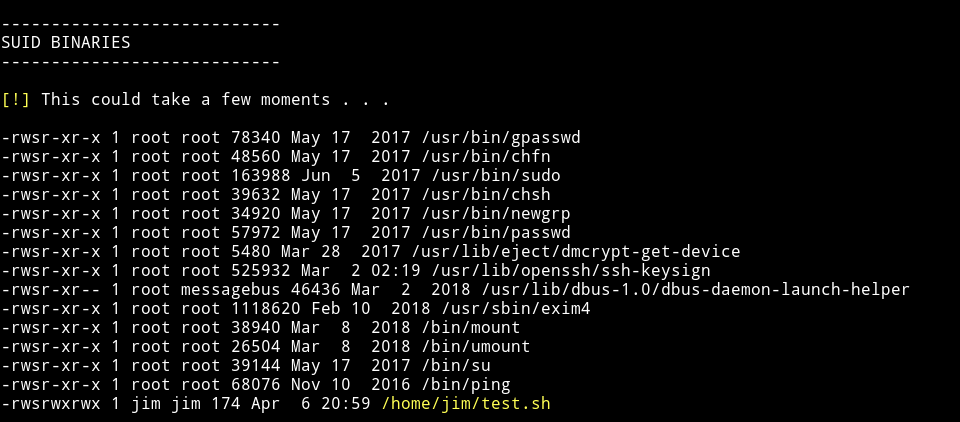 ----------------------------
SUID BINARIES
----------------------------
[!] This could take a few moments . . .
-rwsr-xr-x 1 root root 78340 May 17  2017 /usr/bin/gpasswd
-rwsr-xr-x 1 root root 48560 May 17  2017 /usr/bin/chfn
-rwsr-xr-x 1 root root 163988 Jun  5  2017 /usr/bin/sudo
-rwsr-xr-x 1 root root 39632 May 17  2017 /usr/bin/chsh
-rwsr-xr-x 1 root root 34920 May 17  2017 /usr/bin/newgrp
-rwsr-xr-x 1 root root 57972 May 17  2017 /usr/bin/passwd
-rwsr-xr-x 1 root root 5480 Mar 28  2017 /usr/lib/eject/dmcrypt-get-device
-rwsr-xr-x 1 root root 525932 Mar  2 02:19 /usr/lib/openssh/ssh-keysign
-rwsr-xr-- 1 root messagebus 46436 Mar  2  2018 /usr/lib/dbus-1.0/dbus-daemon-launch-helper
-rwsr-xr-x 1 root root 1118620 Feb 10  2018 /usr/sbin/exim4
-rwsr-xr-x 1 root root 38940 Mar  8  2018 /bin/mount
-rwsr-xr-x 1 root root 26504 Mar  8  2018 /bin/umount
-rwsr-xr-x 1 root root 39144 May 17  2017 /bin/su
-rwsr-xr-x 1 root root 68076 Nov 10  2016 /bin/ping
-rwsrwxrwx 1 jim jim 174 Apr  6 20:59 /home/jim/test.sh